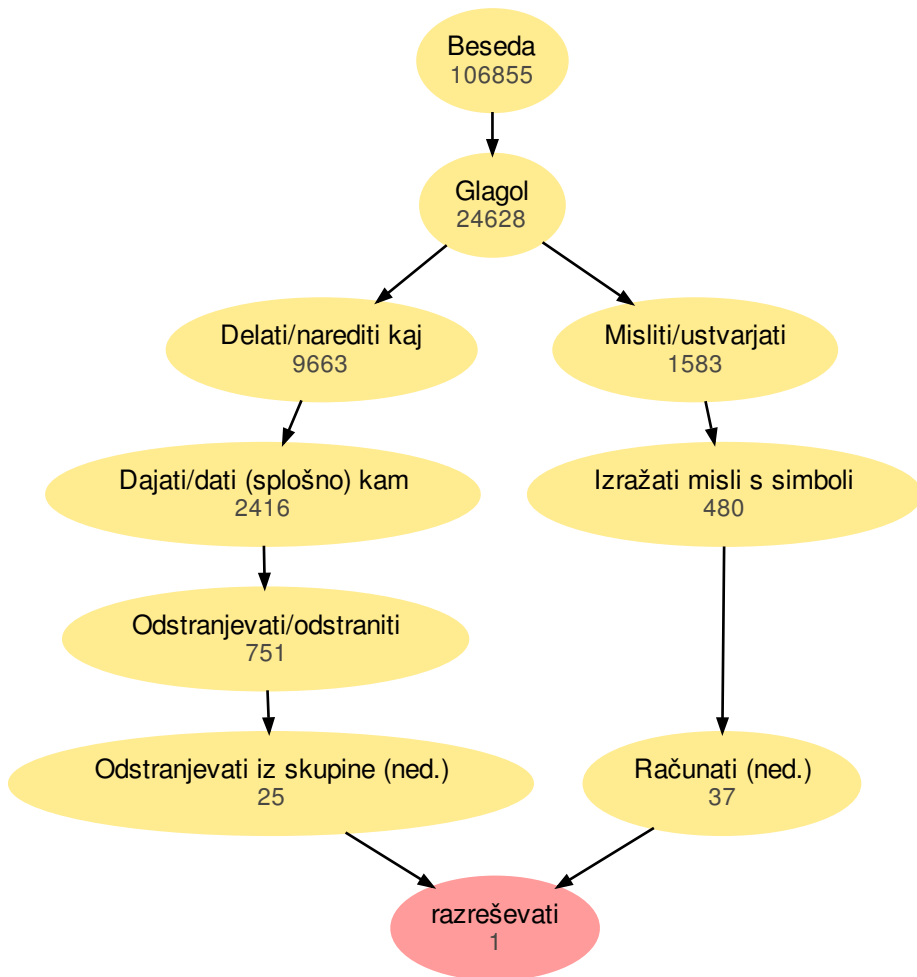 Beseda
106855
Glagol
24628
Delati/narediti kaj
9663
Misliti/ustvarjati
1583
Dajati/dati (splošno) kam
2416
Izražati misli s simboli
480
Odstranjevati/odstraniti
751
Odstranjevati iz skupine (ned.)
25
Računati (ned.)
37
razreševati
1